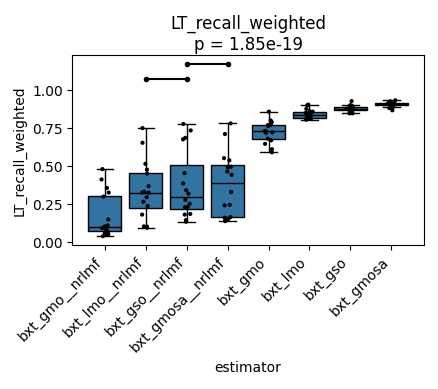 LT_recall_weighted
p = 1.85e-19
LT_recall_weighted
1.00
0.75
0.50
0.25
0.00
bxt_gmo__nrlmf
bxt_lmo__nrlmf
bxt_gso__nrlmf
bxt_gmosa__nrlmf
bxt_gmo
bxt_lmo
bxt_gso
bxt_gmosa
estimator